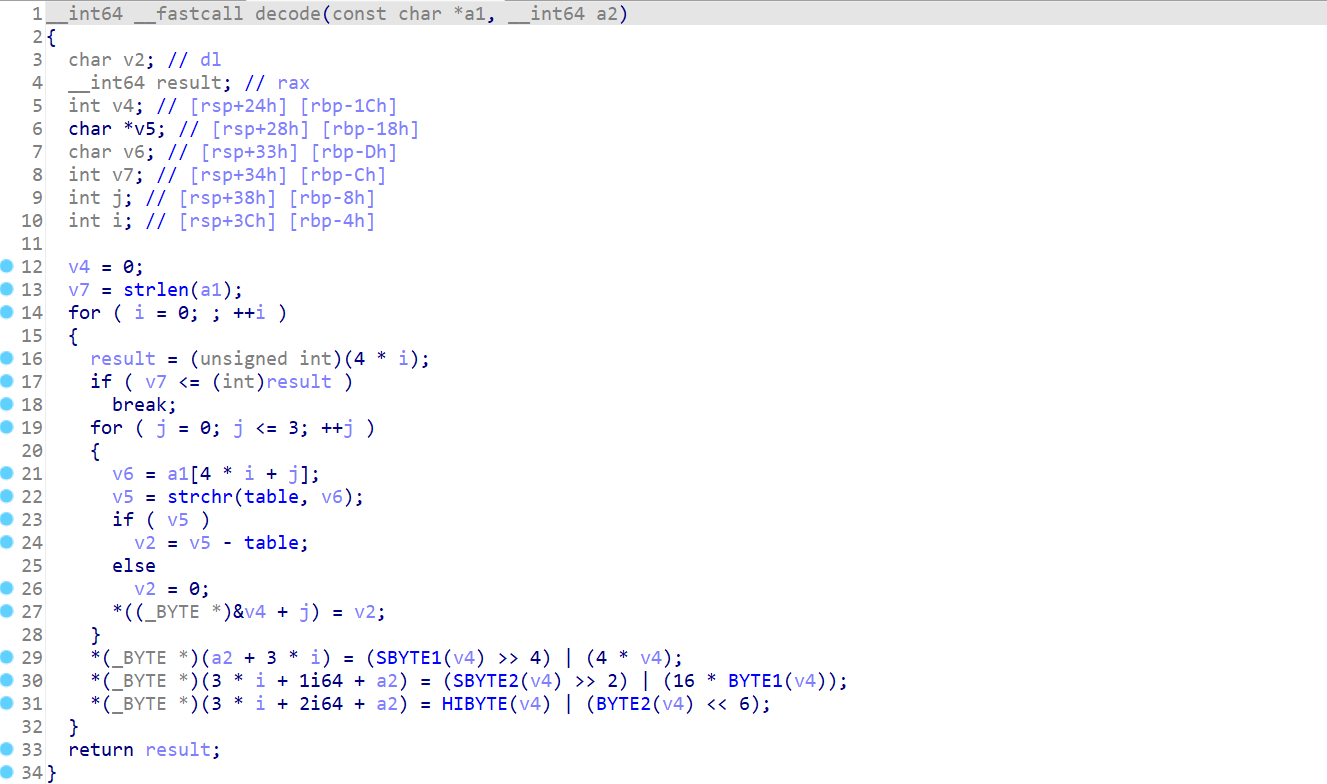 1 __int64 __fastcall decode(const char *a1, __int64 a2)
2 {
3   char v2; // dl
4   __int64 result; // rax
5   int v4; // [rsp+24h] [rbp-1Ch]
6   char *v5; // [rsp+28h] [rbp-18h]
7   char v6; // [rsp+33h] [rbp-Dh]
8   int v7; // [rsp+34h] [rbp-Ch]
9   int j; // [rsp+38h] [rbp-8h]
10   int i; // [rsp+3Ch] [rbp-4h]
11
12   v4 = 0;
13   v7 = strlen(a1);
14   for ( i = 0; ; ++i )
15   {
16     result = (unsigned int)(4 * i);
17     if ( v7 <= (int)result )
18       break;
19     for ( j = 0; j <= 3; ++j )
20     {
21       v6 = a1[4 * i + j];
22       v5 = strchr(table, v6);
23       if ( v5 )
24         v2 = v5 - table;
25       else
26         v2 = 0;
27       *((_BYTE *)&v4 + j) = v2;
28     }
29     *(_BYTE *)(a2 + 3 * i) = (SBYTE1(v4) >> 4) | (4 * v4);
30     *(_BYTE *)(3 * i + 1i64 + a2) = (SBYTE2(v4) >> 2) | (16 * BYTE1(v4));
31     *(_BYTE *)(3 * i + 2i64 + a2) = HIBYTE(v4) | (BYTE2(v4) << 6);
32   }
33   return result;
34 }